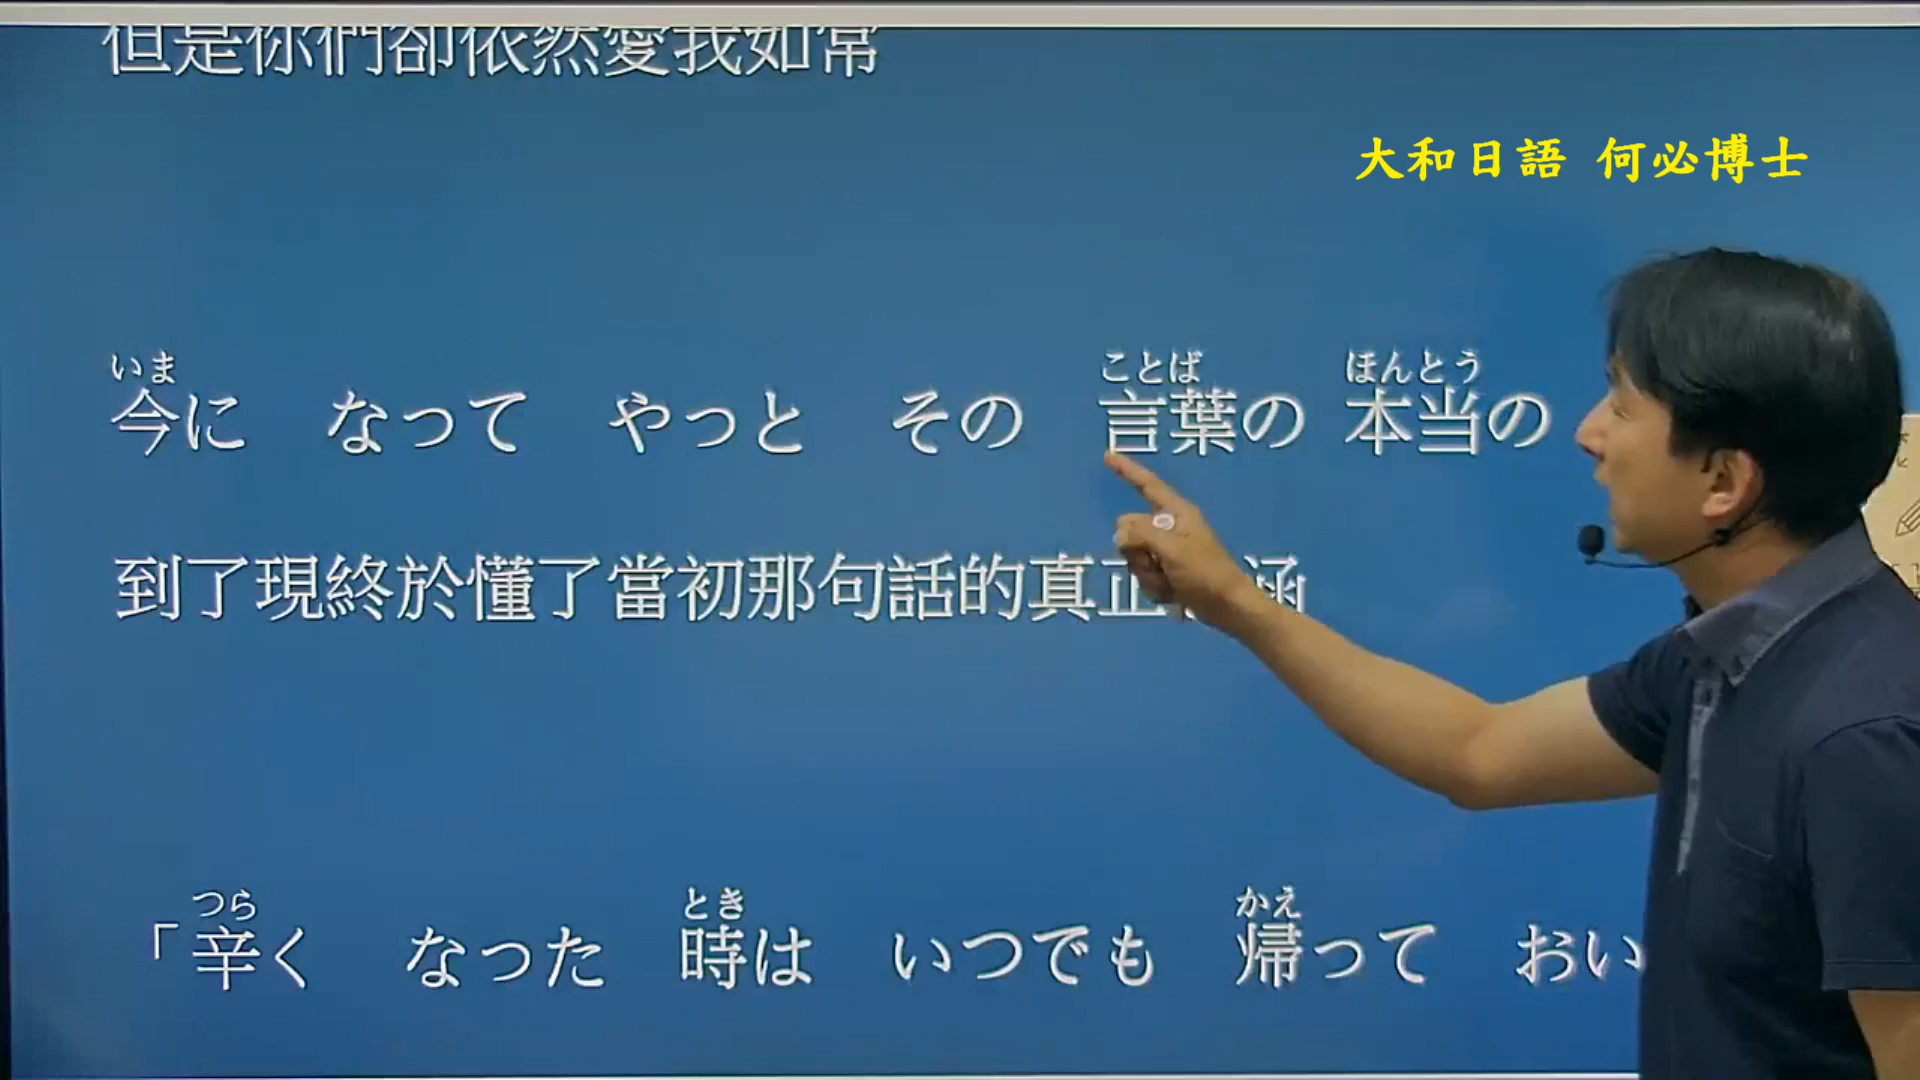 但是你們卻依然愛我如常
大和日語 何必博士
いま ことば ほんとう
今に なって やっと その 言葉の 本当の
到了現終於懂了當初那句話的真正 涵
つら とき かえ
「辛く なった 時は いつでも 帰って おい